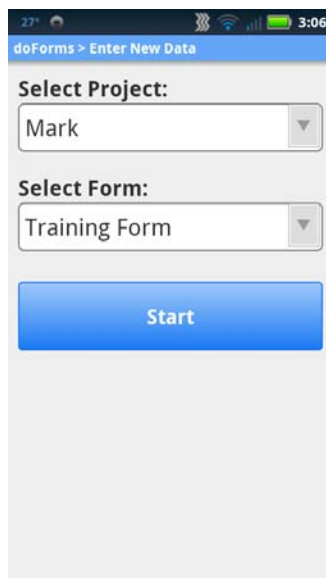 27° 3:06
doForms > Enter New Data
Select Project:
Mark
Select Form:
Training Form
Start